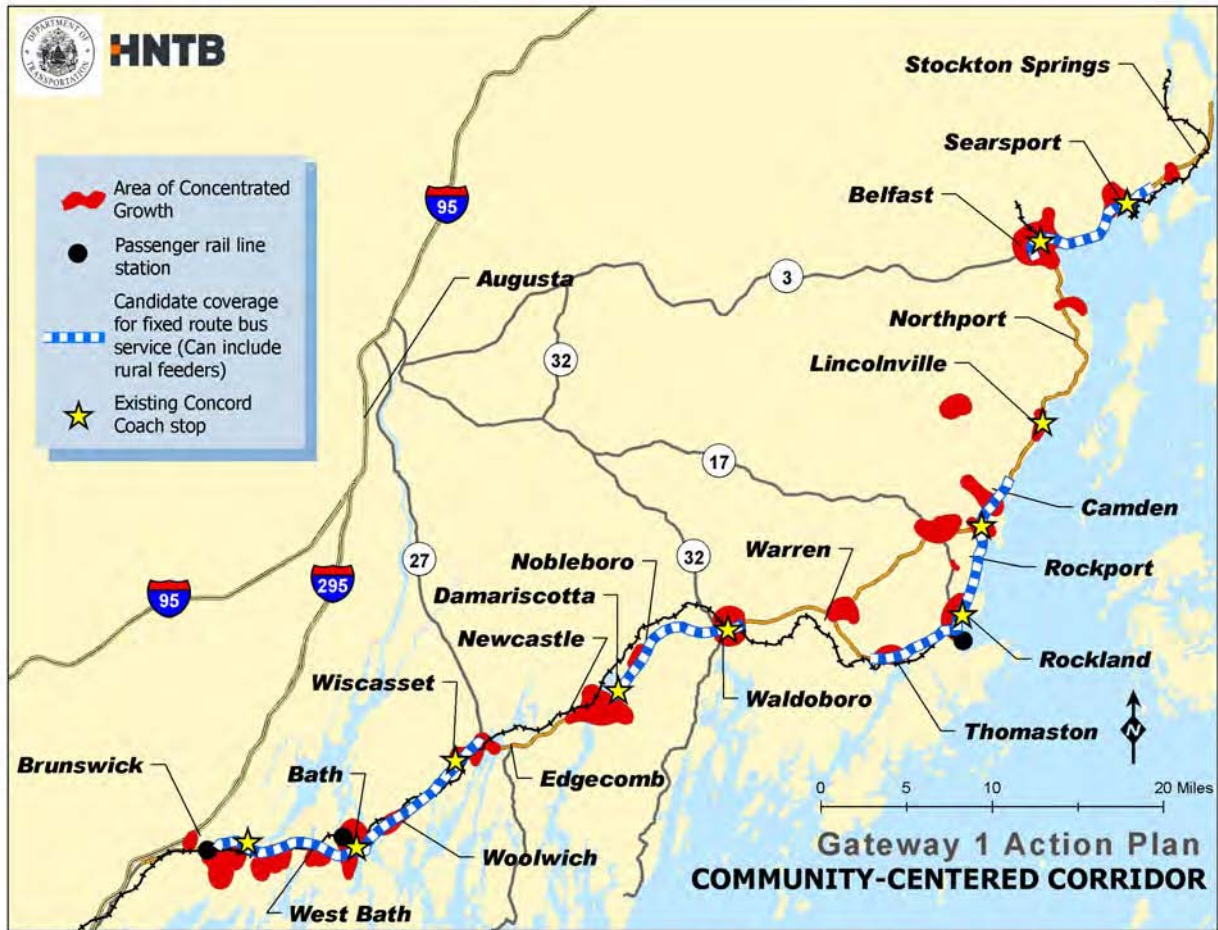 DEPARTMENT OF
TRANSPORTATION
HNTB
Stockton Springs
Searsport
Belfast
Area of Concentrated
Growth
Passenger rail line
station
Candidate coverage
for fixed route bus
service (Can include
rural feeders)
Existing Concord
Coach stop
95
Augusta
3
Northport
32
Lincolnville
17
Camden
95
295
27
Nobleboro
32
Warren
Rockport
Damariscotta
Newcastle
Rockland
Wiscasset
Waldoboro
Thomaston
N
Brunswick
Bath
Edgecomb
0 5 10 20 Miles
Woolwich
Gateway 1 Action Plan
COMMUNITY-CENTERED CORRIDOR
West Bath